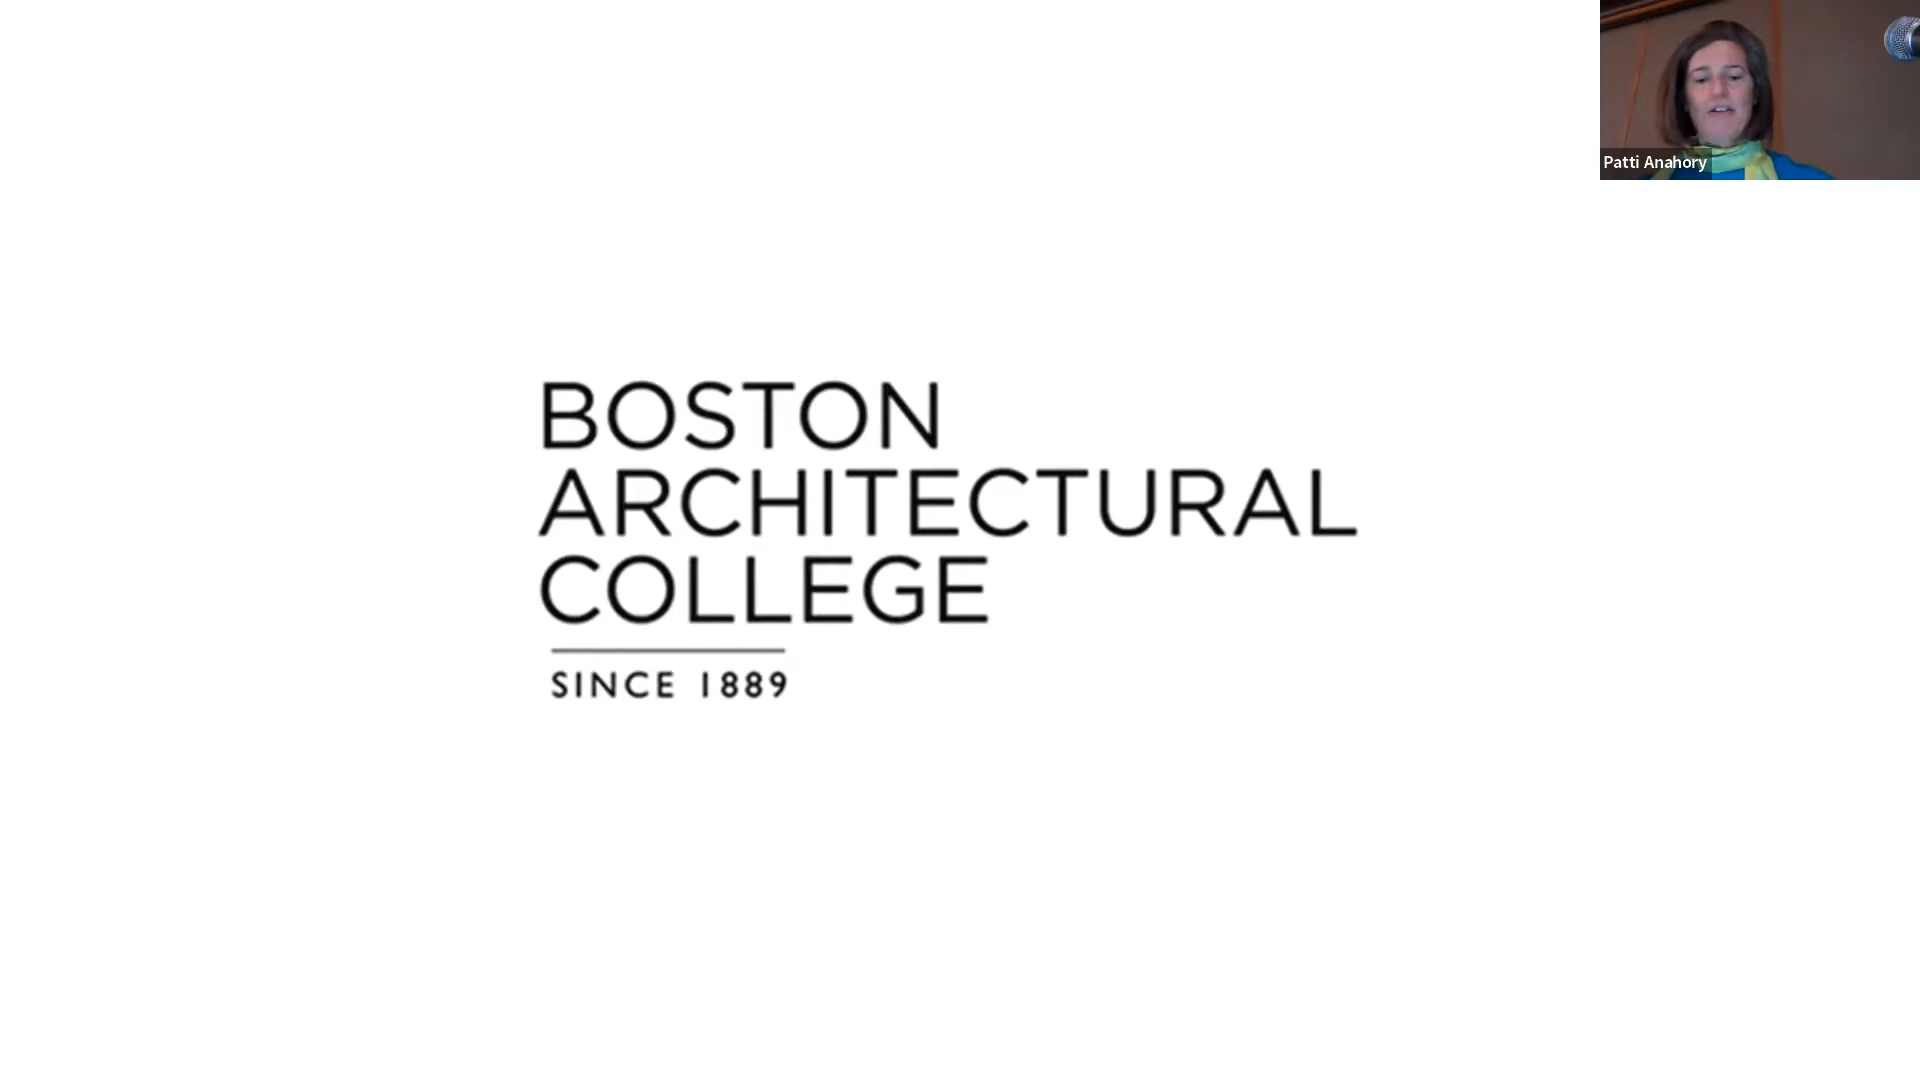 Patti Anahory
BOSTON
ARCHITECTURAL
COLLEGE
SINCE 1889